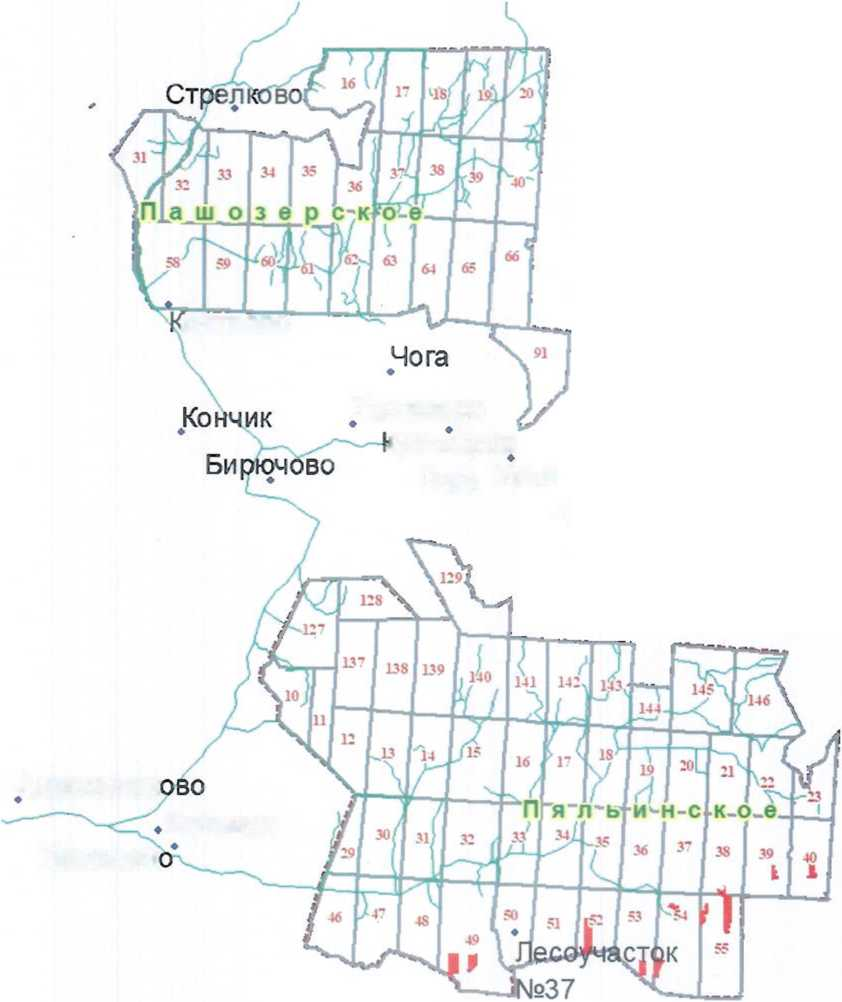 16 17 18 19 20
Стрелково
31 32 33 34 35 36 37 38 39 40
Пашозерское
58 59 60 61 62 63 64 65 66
К
91
Чога
Кончик
Бирючово
129
128
127 137 138 139 140 141 142 143 144 145 146
10 11 12 13 14 15 16 17 18 19 20 21 22 23
ово
Пяльинское
29 30 31 32 33 34 35 36 37 38 39 40
о
46 47 48 49 50 51 52 53 54 55
Лесоучасток
№37